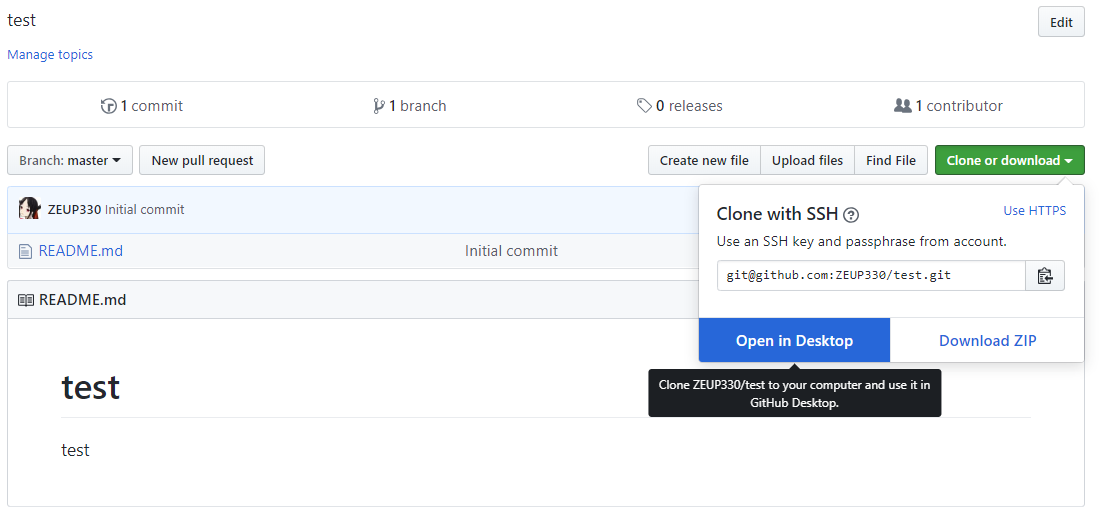 test
Edit
Manage topics
1 commit
1 branch
0 releases
1 contributor
Branch: master
New pull request
Create new file
Upload files
Find File
Clone or download
ZEUP330 Initial commit
README.md
Initial commit
Clone with SSH
Use HTTPS
Use an SSH key and passphrase from account.
git@github.com:ZEUP330/test.git
Open in Desktop
Download ZIP
Clone ZEUP330/test to your computer and use it in
GitHub Desktop.
README.md
test
test